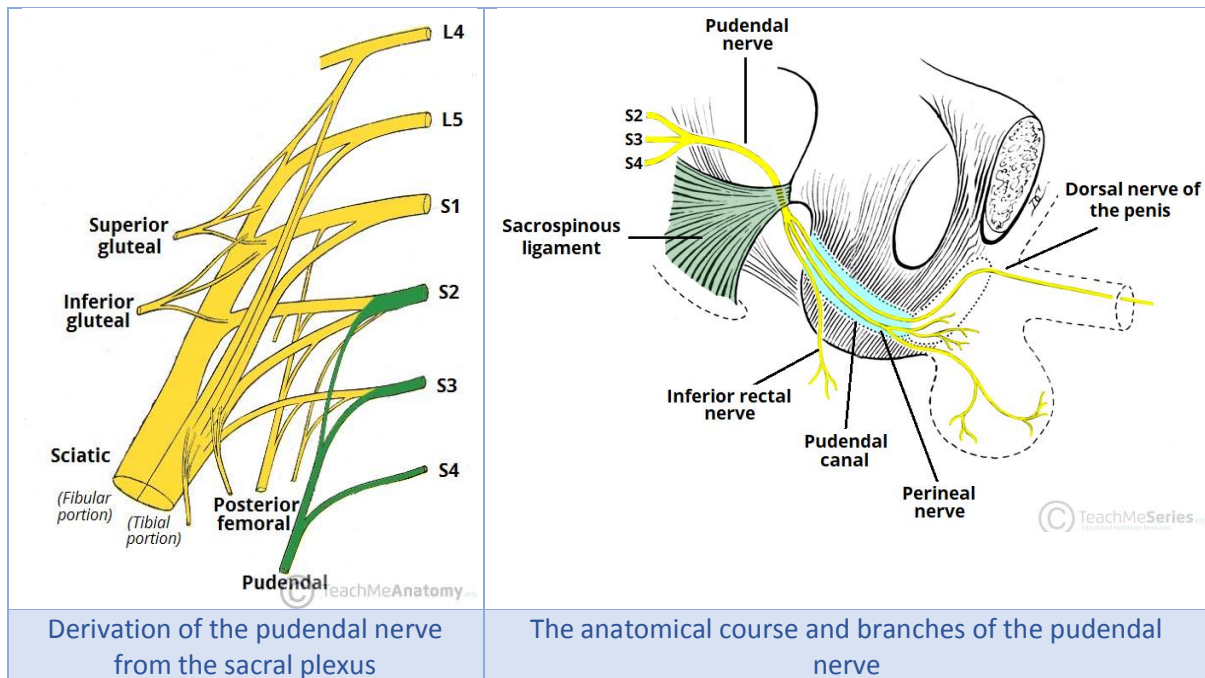 L4
L5
S1
Superior
gluteal
S2
Inferior
gluteal
S3
Sciatic
S4
(Fibular
portion)
(Tibial
portion)
Posterior
femoral
Pudendal
© TeachMeAnatomy
Derivation of the pudendal nerve
from the sacral plexus
Pudendal
nerve
S2
S3
S4
Dorsal nerve of
the penis
Sacrospinous
ligament
Inferior rectal
nerve
Pudendal
canal
Perineal
nerve
© TeachMeSeries
The anatomical course and branches of the pudendal
nerve